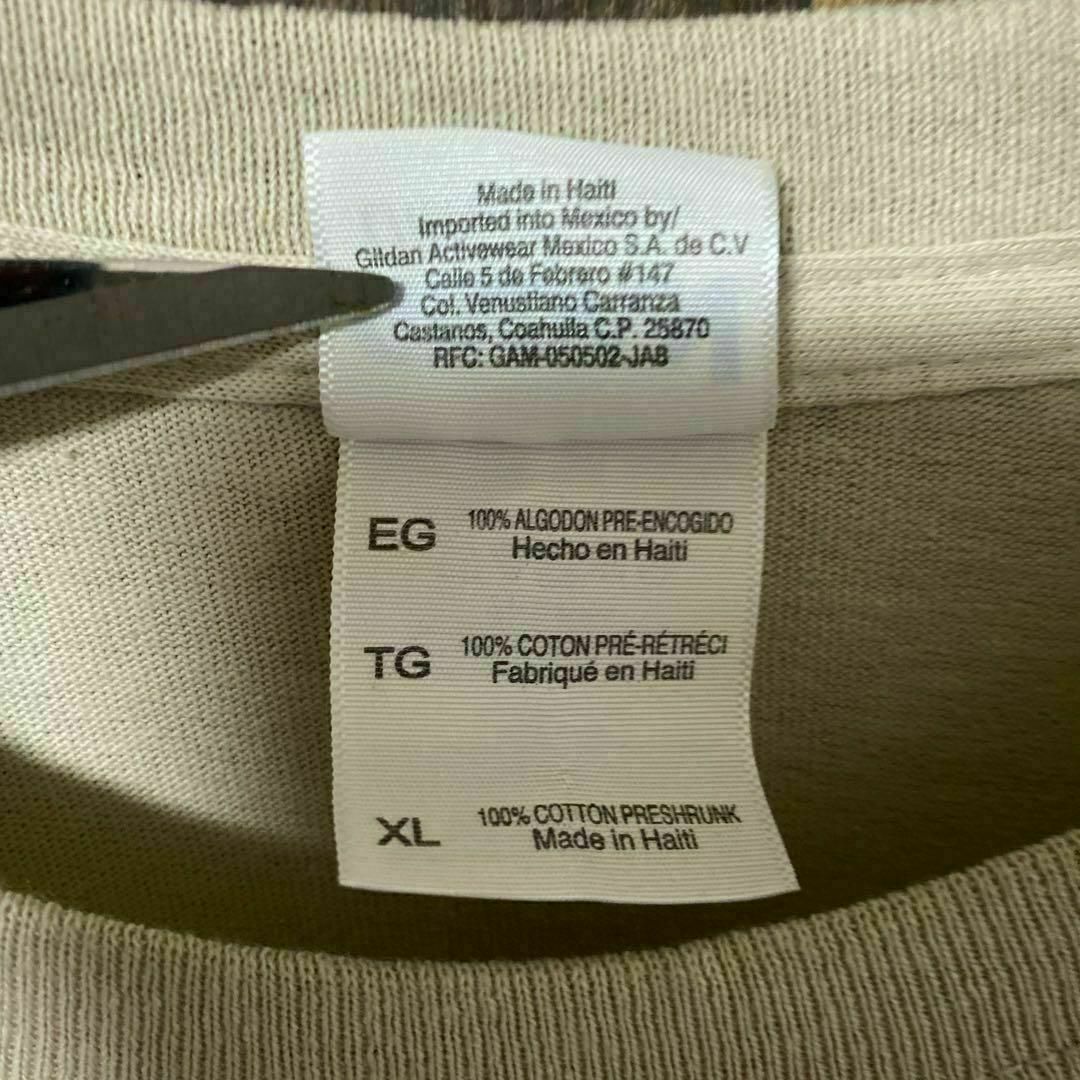 Made in Haiti
Imported into Mexico by/
Gildan Activewear Mexico S.A. de C.V
Calle 5 de Febrero #147
Col. Venustiano Carranza
Castanos, Coahuila C.P. 25870
RFC: GAM-050502-JA8
EG 100% ALGODON PRE-ENCOGIDO
Hecho en Haiti
TG 100% COTON PRÉ-RÉTRÉCI
Fabriqué en Haiti
XL 100% COTTON PRESHRUNK
Made in Haiti